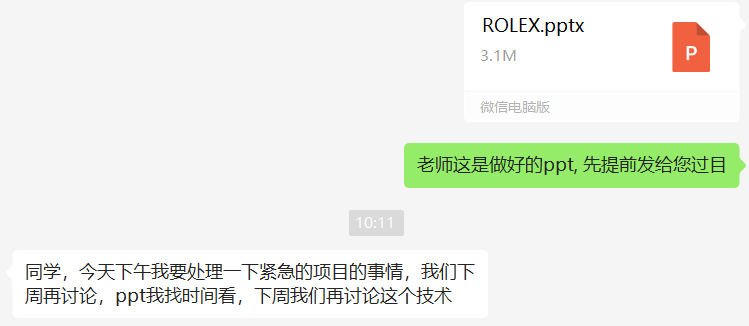 ROLEX.pptx
3.1M
P
微信电脑版
老师这是做好的ppt, 先提前发给您过目
10:11
同学，今天下午我要处理一下紧急的项目的事情，我们下
周再讨论，ppt我找时间看，下周我们再讨论这个技术